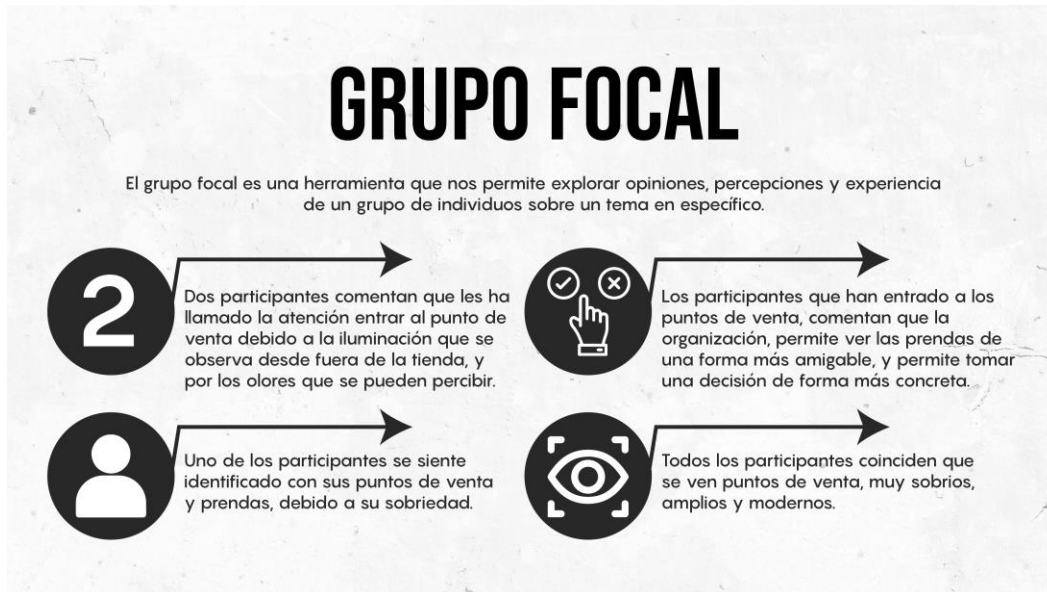 GRUPO FOCAL
El grupo focal es una herramienta que nos permite explorar opiniones, percepciones y experiencia
de un grupo de individuos sobre un tema en específico.
2
Dos participantes comentan que les ha
llamado la atención entrar al punto de
venta debido a la iluminación que se
observa desde fuera de la tienda, y
por los olores que se pueden percibir.
Los participantes que han entrado a los
puntos de venta, comentan que la
organización, permite ver las prendas de
una forma más amigable, y permite tomar
una decisión de forma más concreta.
Uno de los participantes se siente
identificado con sus puntos de venta
y prendas, debido a su sobriedad.
Todos los participantes coinciden que
se ven puntos de venta, muy sobrios,
amplios y modernos.